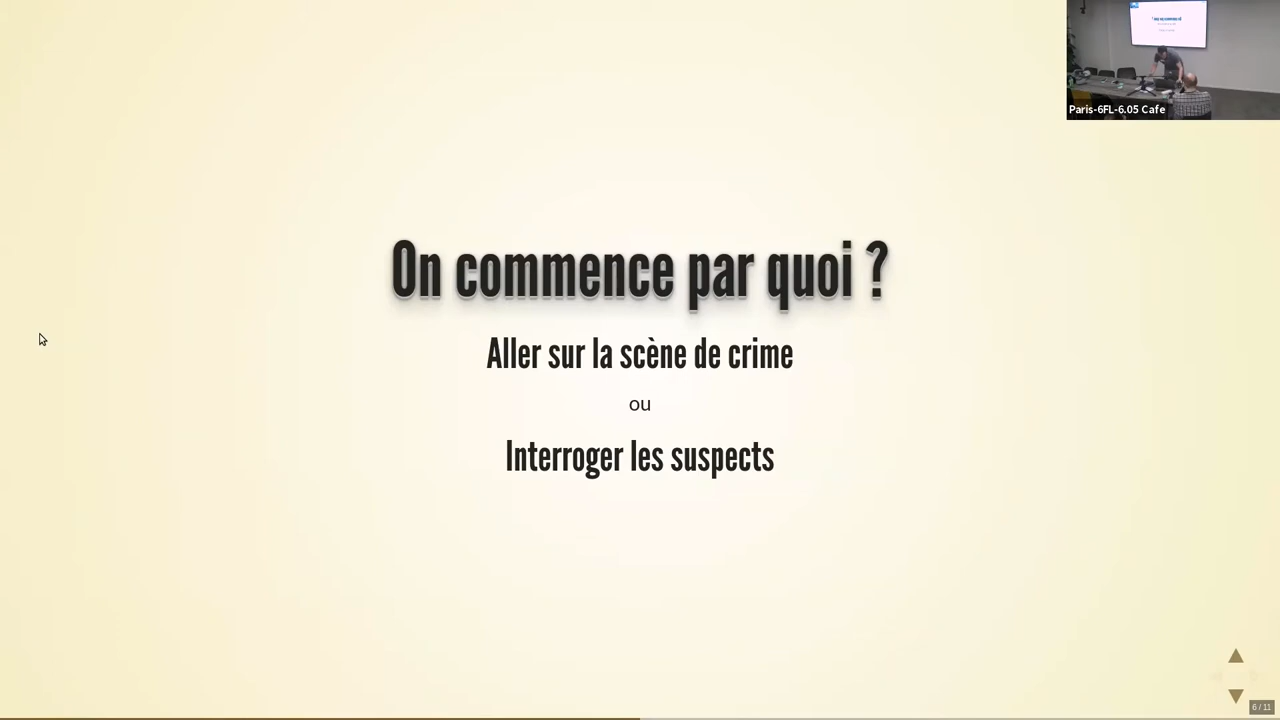 On commence par quoi ?
Aller sur la scène de crime
ou
Interroger les suspects
Paris-6FL-6.05 Cafe
6 / 11